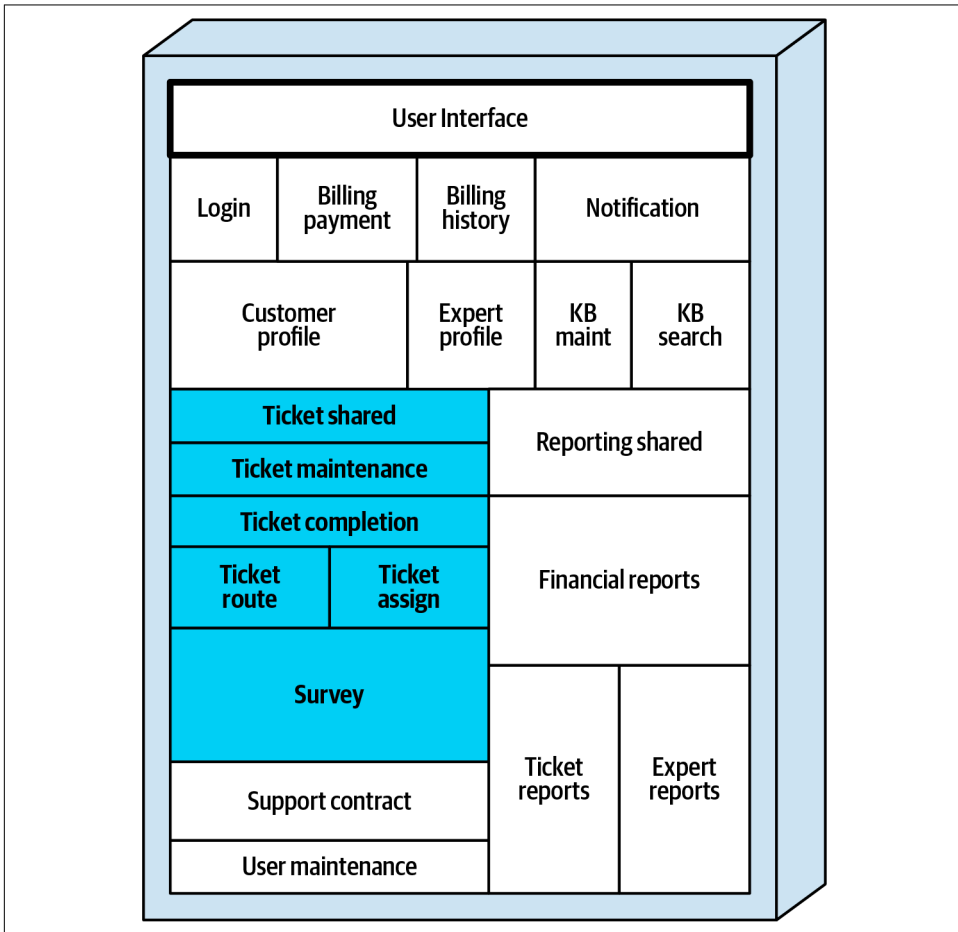 User Interface
Login
Billing
payment
Billing
history
Notification
Customer
profile
Expert
profile
KB
maint
KB
search
Ticket shared
Ticket maintenance
Ticket completion
Ticket
route
Ticket
assign
Survey
Support contract
User maintenance
Reporting shared
Financial reports
Ticket
reports
Expert
reports